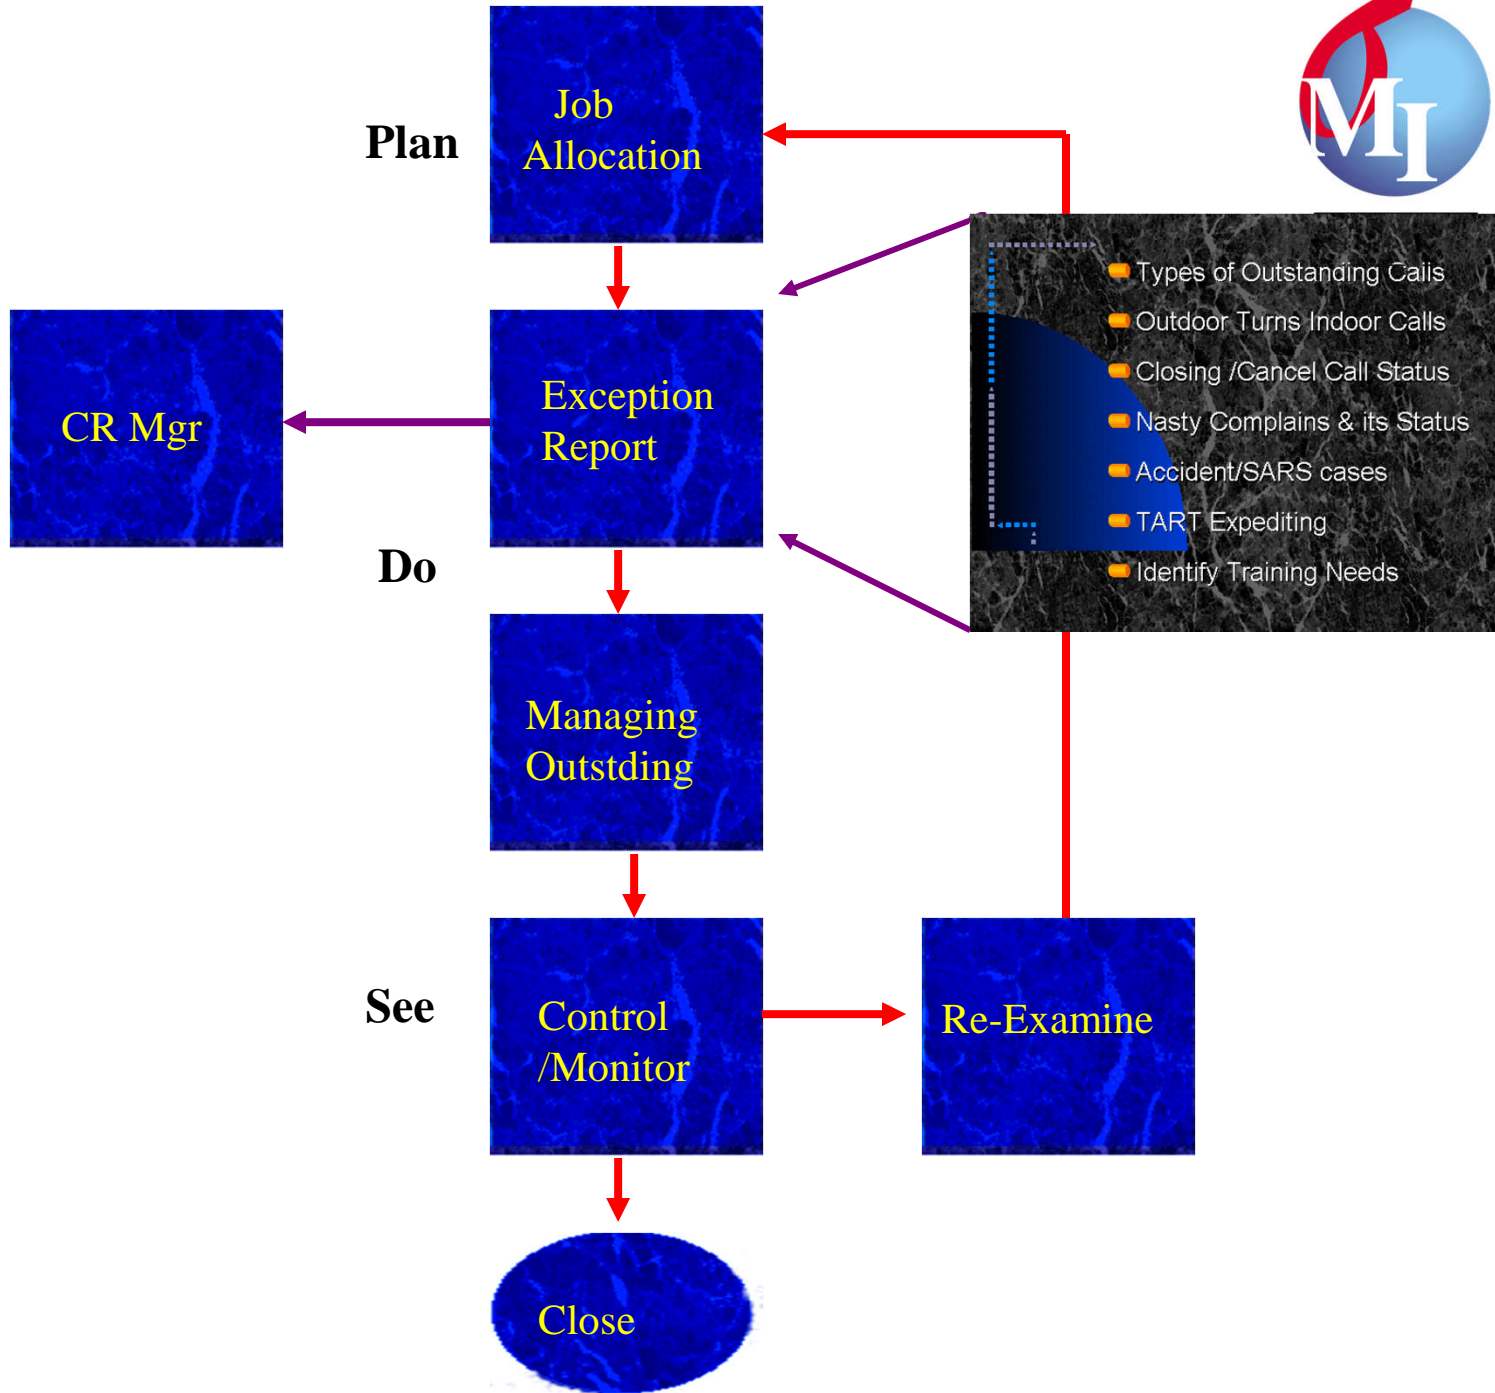 MI
Plan
Job
Allocation
Types of Outstanding Calls
Outdoor Turns Indoor Calls
Closing /Cancel Call Status
Nasty Complains & its Status
Accident/SARS cases
TART Expediting
Identify Training Needs
CR Mgr
Exception
Report
Do
Managing
Outstding
See
Control
/Monitor
Re-Examine
Close